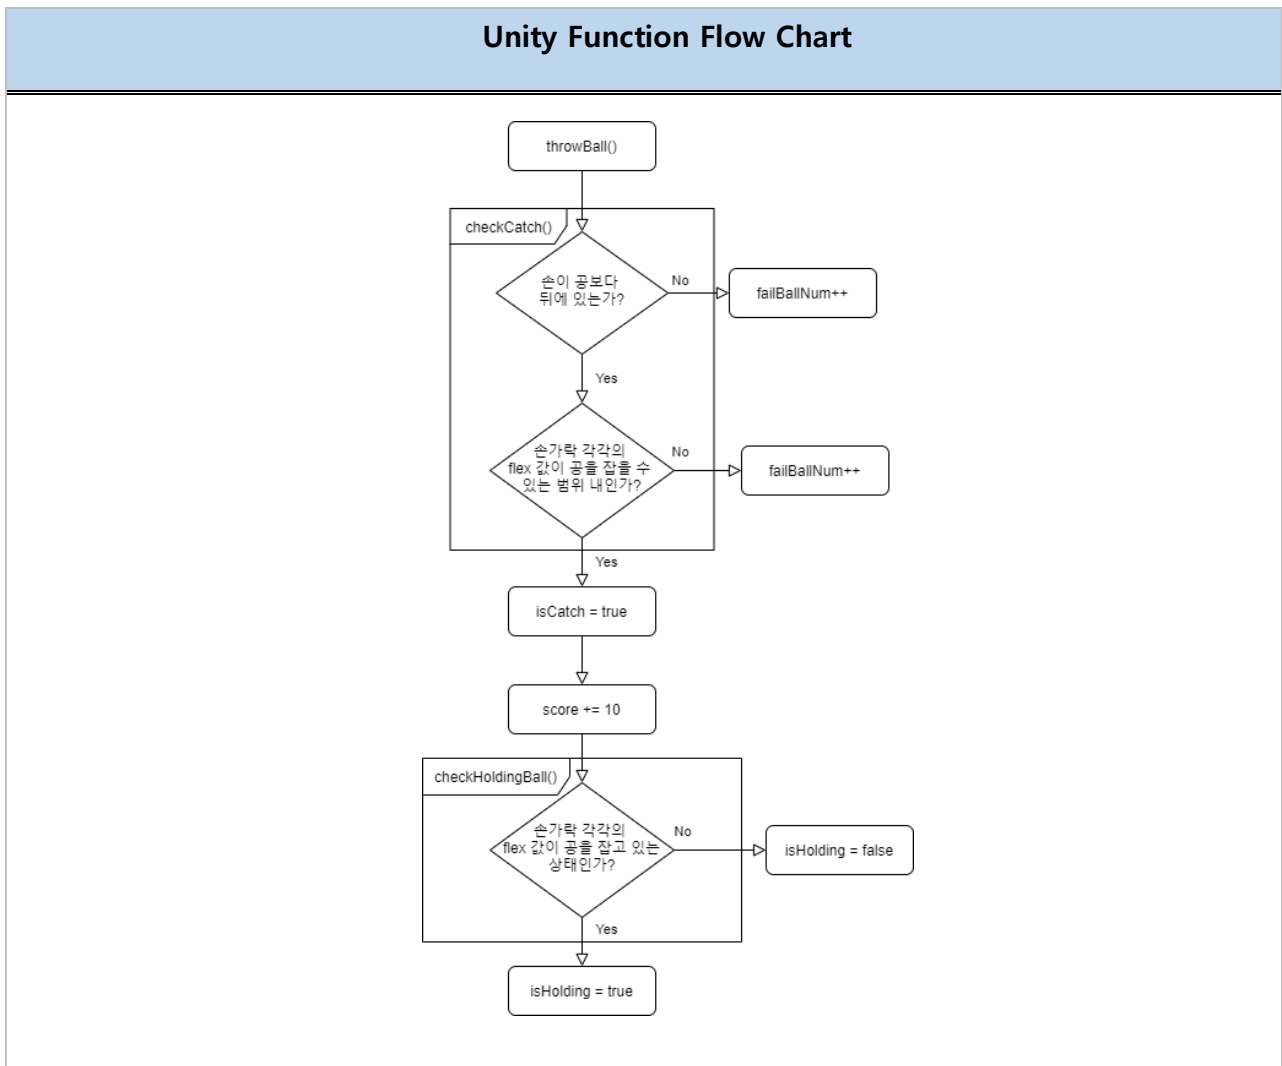 Unity Function Flow Chart
throwBall()
checkCatch()
손이 공보다
뒤에 있는가?
No
failBallNum++
Yes
손가락 각각의
flex 값이 공을 잡을 수
있는 범위 내인가?
No
failBallNum++
Yes
isCatch = true
score += 10
checkHoldingBall()
손가락 각각의
flex 값이 공을 잡고 있는
상태인가?
No
isHolding = false
Yes
isHolding = true